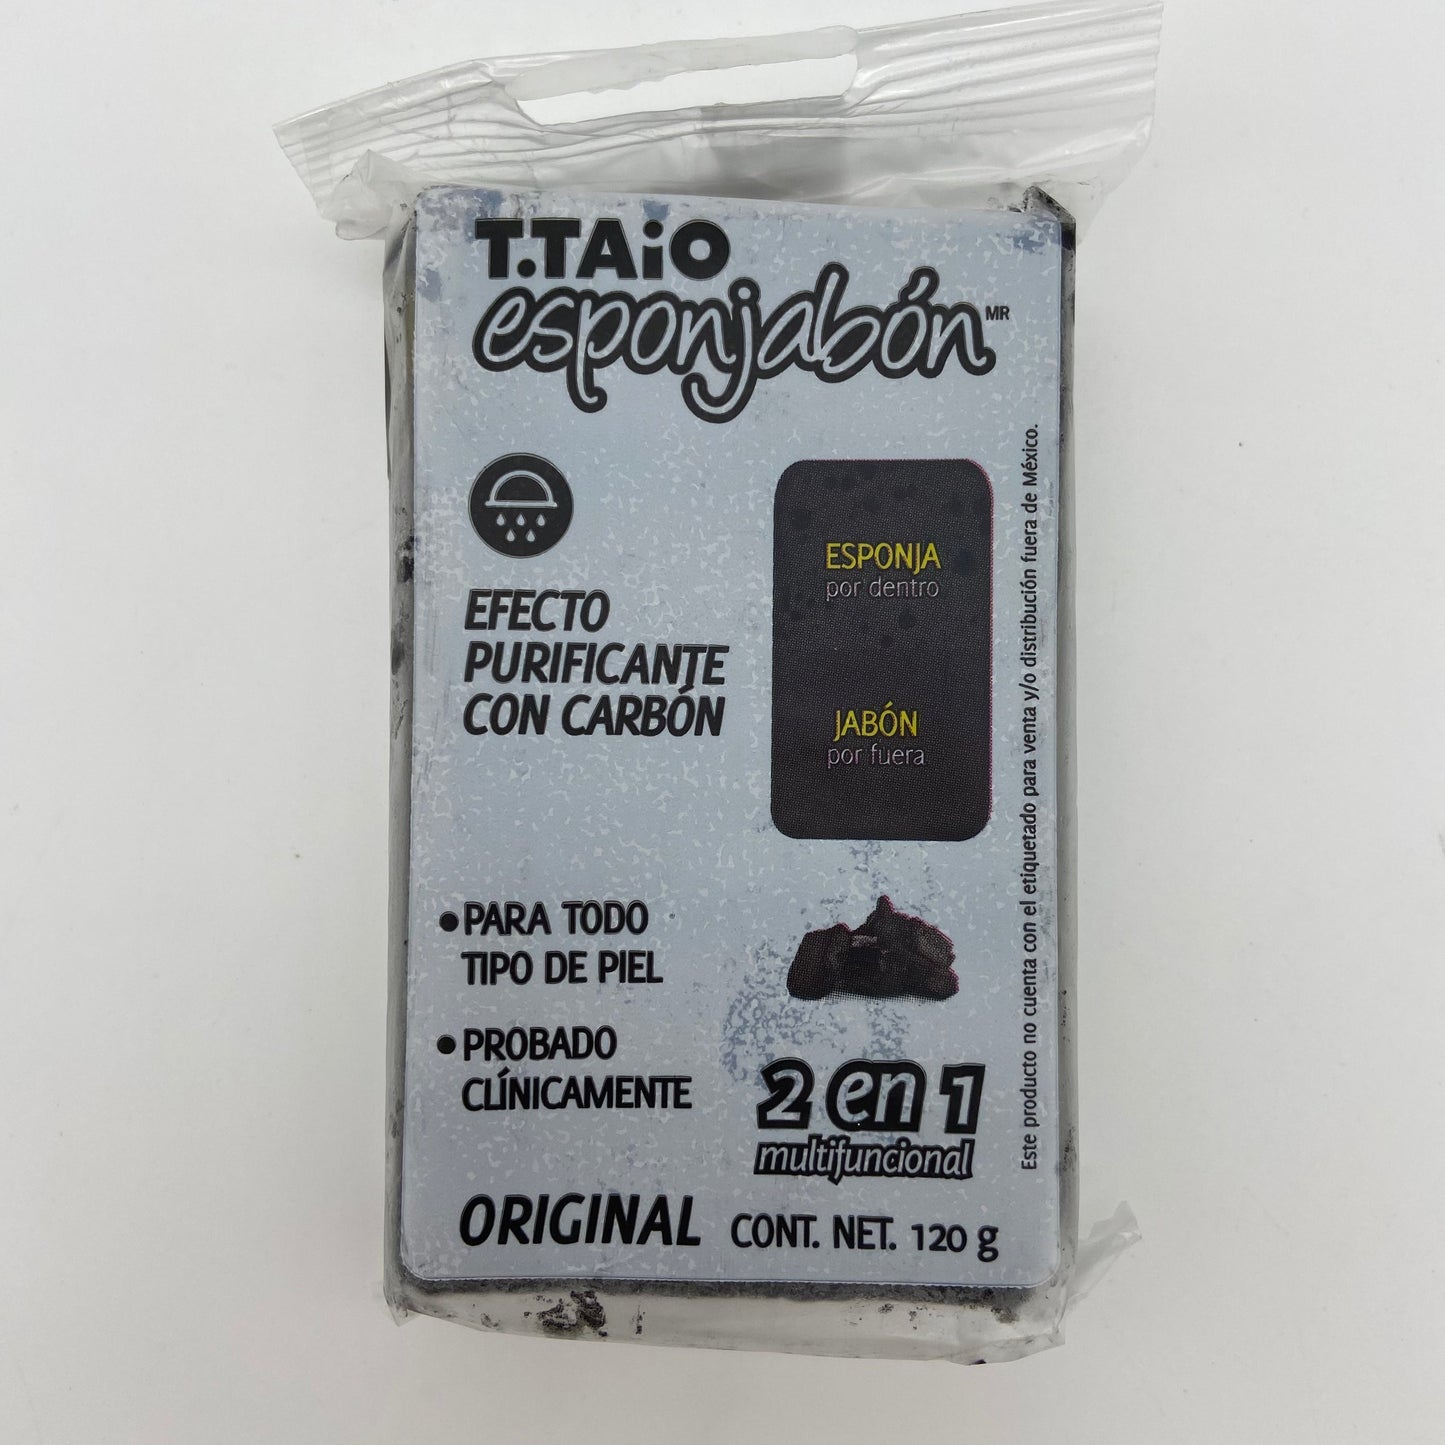 T.TAiO
esponjabón MR
EFECTO
PURIFICANTE
CON CARBÓN
ESPONJA
por dentro
JABÓN
por fuera
•PARA TODO
TIPO DE PIEL
•PROBADO
CLÍNICAMENTE
2 en 1
multifuncional
ORIGINAL CONT. NET. 120 g
Este producto no cuenta con el etiquetado para venta y/o distribución fuera de México.